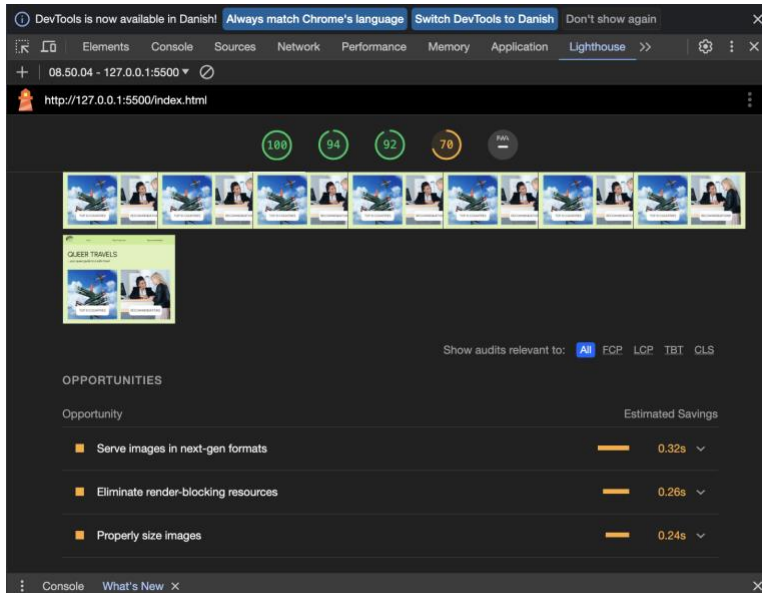 DevTools is now available in Danish! Always match Chrome's language Switch DevTools to Danish Don't show again
Elements Console Sources Network Performance Memory Application Lighthouse
08.50.04 - 127.0.0.1:5500
http://127.0.0.1:5500/index.html
100 94 92 70 PWA
QUEER TRAVELS
Show audits relevant to: All FCP LCP TBT CLS
OPPORTUNITIES
Opportunity Estimated Savings
Serve images in next-gen formats 0.32s
Eliminate render-blocking resources 0.26s
Properly size images 0.24s
Console What's New